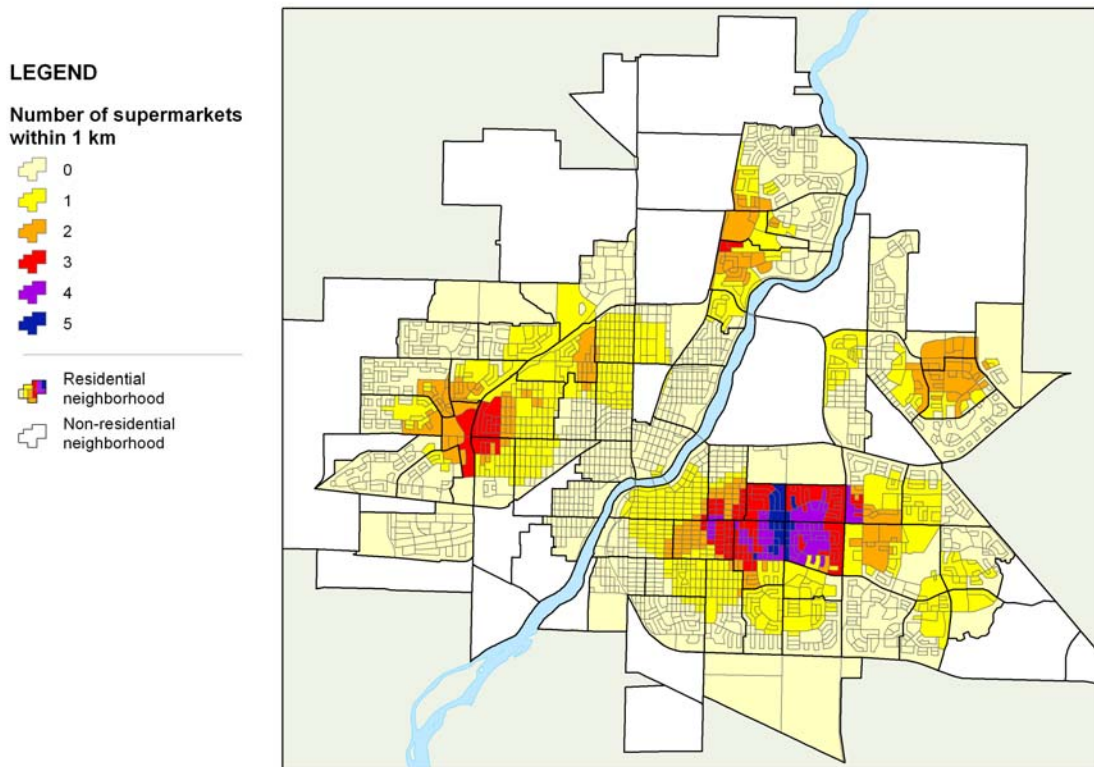 LEGEND
Number of supermarkets
within 1 km
0
1
2
3
4
5
Residential
neighborhood
Non-residential
neighborhood